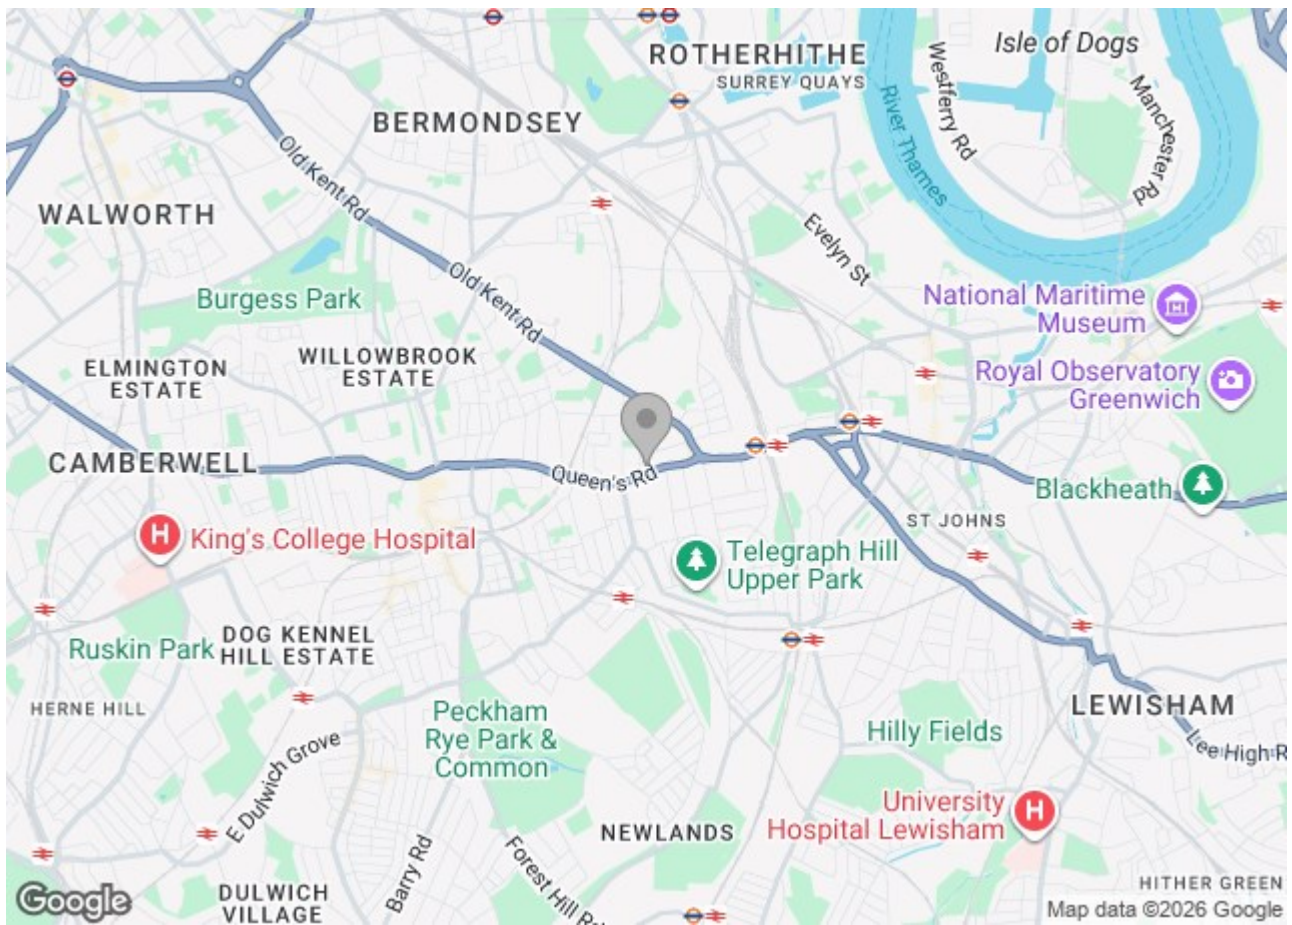 ROTHERHITHE
SURREY QUAYS
Isle of Dogs
Westferry Rd
Manchester Rd
River Thames
BERMONDSEY
Old Kent Rd
WALWORTH
Evelyn St
Burgess Park
Old Kent Rd
National Maritime
Museum
ELMINGTON
ESTATE
WILLOWBROOK
ESTATE
Royal Observatory
Greenwich
CAMBERWELL
Queen's Rd
Blackheath
ST JOHNS
H
King's College Hospital
Telegraph Hill
Upper Park
Ruskin Park
DOG KENNEL
HILL ESTATE
HERNE HILL
Peckham
Rye Park &
Common
LEWISHAM
Hilly Fields
Lee High R
E Dulwich Grove
University
Hospital Lewisham
H
NEWLANDS
Barry Rd
Forest Hill Rd
DULWICH
VILLAGE
HITHER GREEN
Google
Map data ©2026 Google